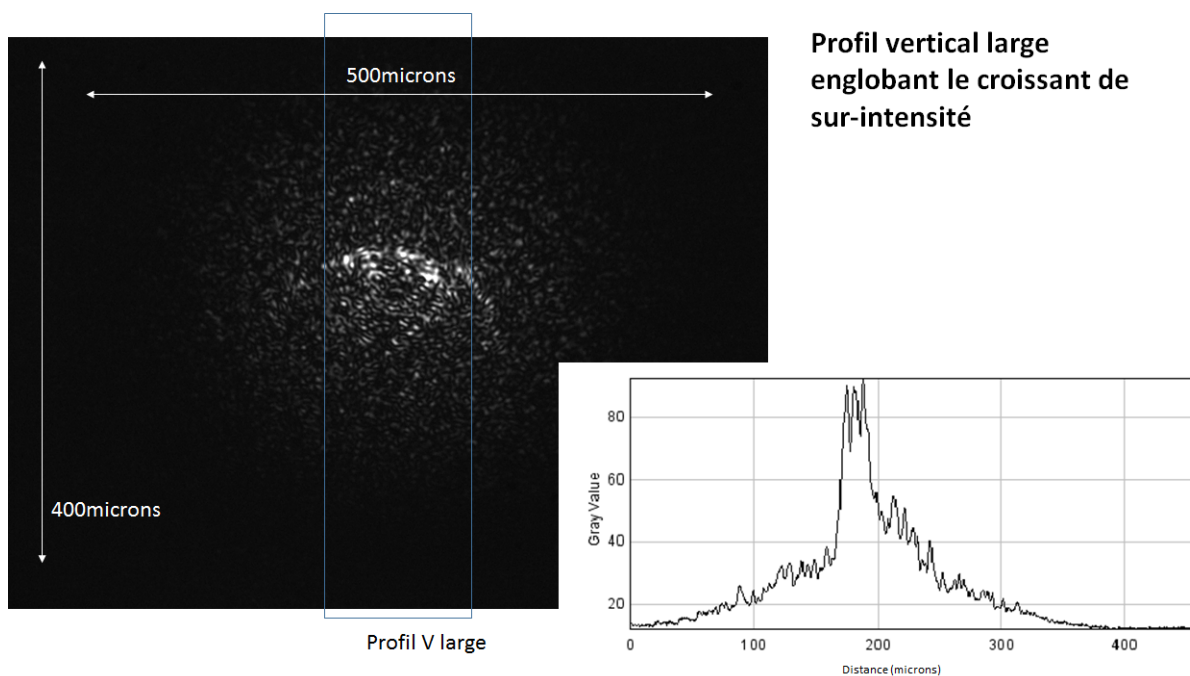 Profil vertical large
englobant le croissant de
sur-intensité
500microns
400microns
Profil V large
80
60
40
20
Gray Value
0 100 200 300 400
Distance (microns)